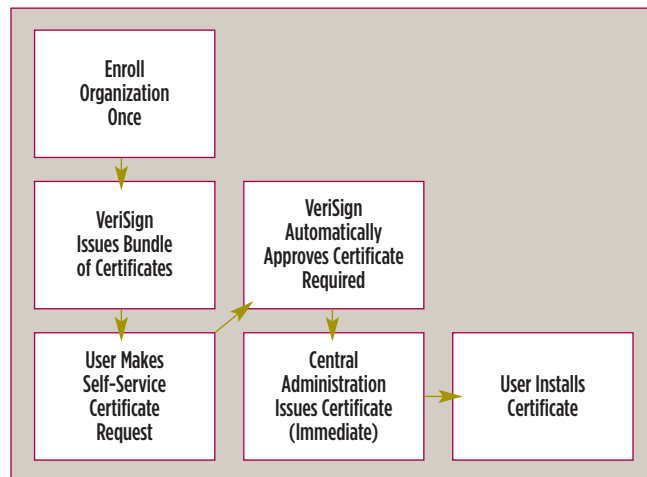 Enroll
Organization
Once
VeriSign
Issues Bundle
of Certificates
User Makes
Self-Service
Certificate
Request
VeriSign
Automatically
Approves Certificate
Required
Central
Administration
Issues Certificate
(Immediate)
User Installs
Certificate